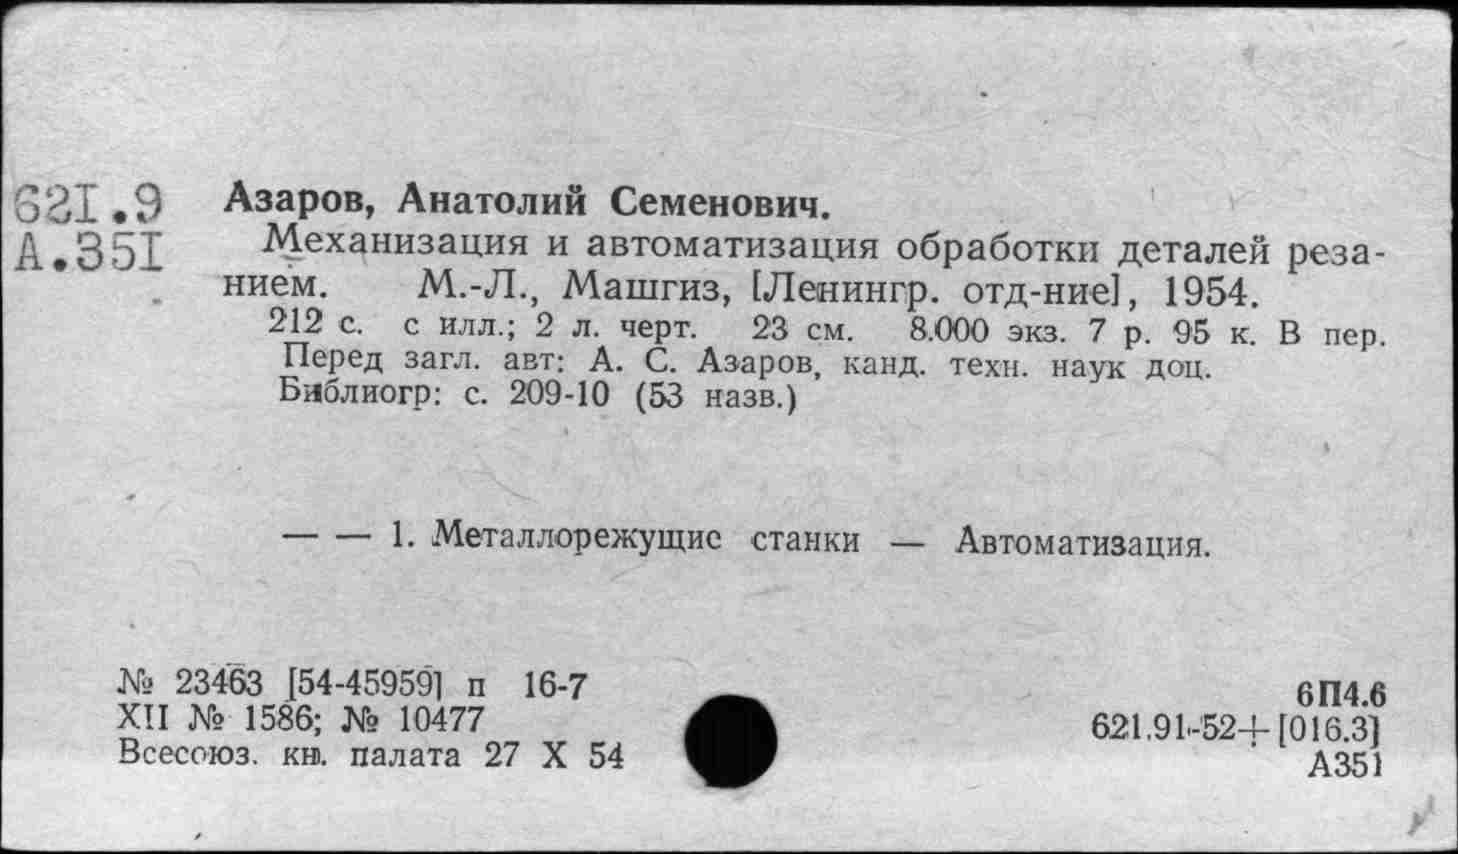 621.9
А.351
Азаров, Анатолий Семенович.
Механизация и автоматизация обработки деталей реза-
нием. М.-Л., Машгиз, [Ленингр. отд-ние], 1954.
212 с. с илл.; 2 л. черт. 23 см. 8.000 экз. 7 р. 95 к. В пер.
Перед загл. авт: А. С. Азаров, канд. техн. наук доц.
Библиогр: с. 209-10 (53 назв.)
— — 1. Металлорежущие станки — Автоматизация.
№ 23463 [54-45959] п 16-7
XII № 1586; № 10477
Всесоюз. кн. палата 27 X 54
6П4.6
621.91-52+[016.3]
А351